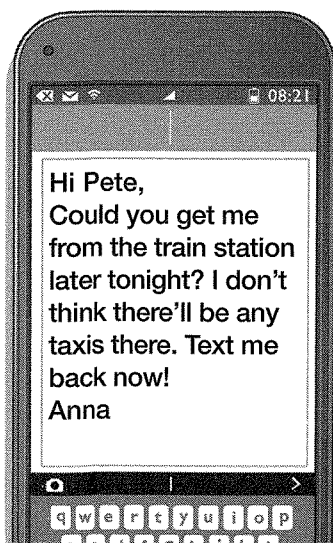 08:21
Hi Pete,
Could you get me
from the train station
later tonight? I don't
think there'll be any
taxis there. Text me
back now!
Anna
q w e r t y u i o p